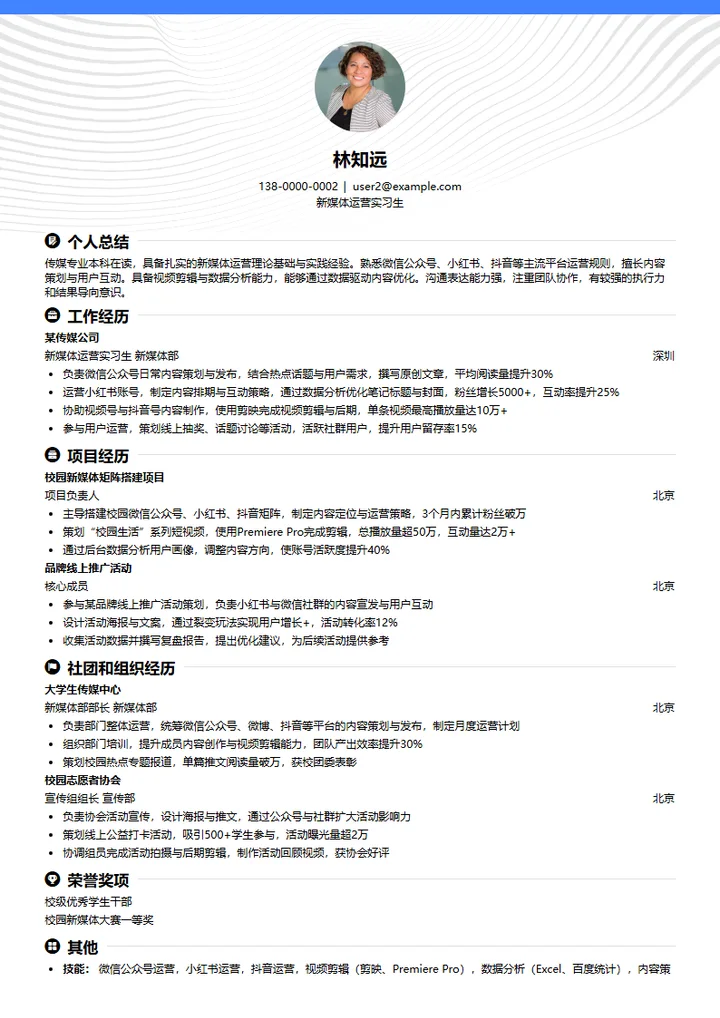 林知远
138-0000-0002 | user2@example.com
新媒体运营实习生
个人总结
传媒专业本科在读，具备扎实的新媒体运营理论基础与实践经验。熟悉微信公众号、小红书、抖音等主流平台运营规则，擅长内容
策划与用户互动。具备视频剪辑与数据分析能力，能够通过数据驱动内容优化。沟通表达能力强，注重团队协作，有较强的执行力
和结果导向意识。
工作经历
某传媒公司
新媒体运营实习生 新媒体部 深圳
• 负责微信公众号日常内容策划与发布，结合热点话题与用户需求，撰写原创文章，平均阅读量提升30%
• 运营小红书账号，制定内容排期与互动策略，通过数据分析优化笔记标题与封面，粉丝增长5000+，互动率提升25%
• 协助视频号与抖音号内容制作，使用剪映完成视频剪辑与后期，单条视频最高播放量达10万+
• 参与用户运营，策划线上抽奖、话题讨论等活动，活跃社群用户，提升用户留存率15%
项目经历
校园新媒体矩阵搭建项目
项目负责人 北京
• 主导搭建校园微信公众号、小红书、抖音矩阵，制定内容定位与运营策略，3个月内累计粉丝破万
• 策划“校园生活”系列短视频，使用Premiere Pro完成剪辑，总播放量超50万，互动量达2万+
• 通过后台数据分析用户画像，调整内容方向，使账号活跃度提升40%
品牌线上推广活动
核心成员 北京
• 参与某品牌线上推广活动策划，负责小红书与微信社群的内容宣发与用户互动
• 设计活动海报与文案，通过裂变玩法实现用户增长+，活动转化率12%
• 收集活动数据并撰写复盘报告，提出优化建议，为后续活动提供参考
社团和组织经历
大学生传媒中心
新媒体部部长 新媒体部 北京
• 负责部门整体运营，统筹微信公众号、微博、抖音等平台的内容策划与发布，制定月度运营计划
• 组织部门培训，提升成员内容创作与视频剪辑能力，团队产出效率提升30%
• 策划校园热点专题报道，单篇推文阅读量破万，获校团委表彰
校园志愿者协会
宣传组组长 宣传部 北京
• 负责协会活动宣传，设计海报与推文，通过公众号与社群扩大活动影响力
• 策划线上公益打卡活动，吸引500+学生参与，活动曝光量超2万
• 协调组员完成活动拍摄与后期剪辑，制作活动回顾视频，获协会好评
荣誉奖项
校级优秀学生干部
校园新媒体大赛一等奖
其他
• 技能： 微信公众号运营，小红书运营，抖音运营，视频剪辑（剪映、Premiere Pro），数据分析（Excel、百度统计），内容策